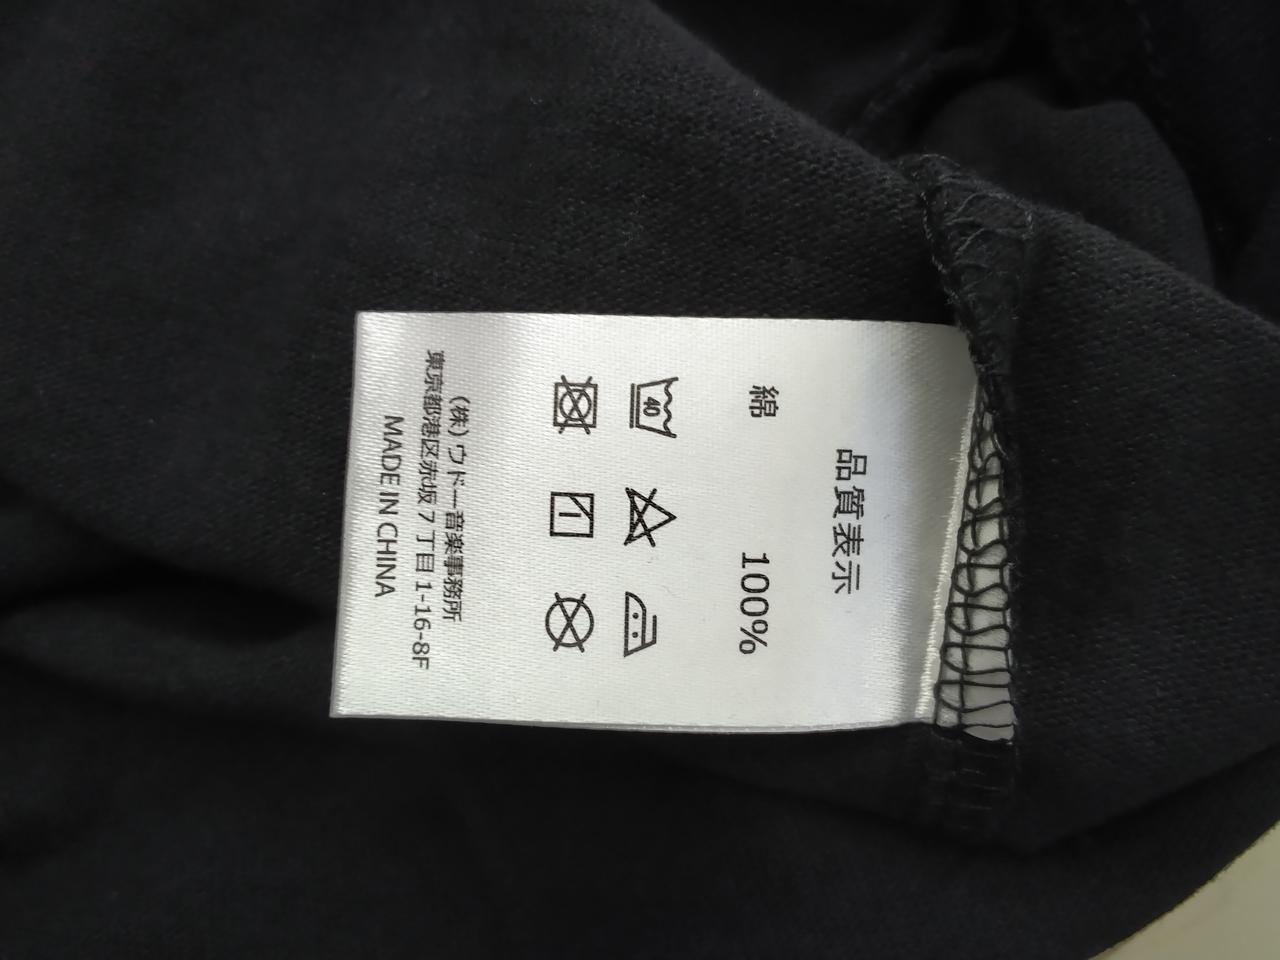 品質表示
綿 100%
40
(株)ウドー音楽事務所
東京都港区赤坂7丁目1-16-8F
MADE IN CHINA